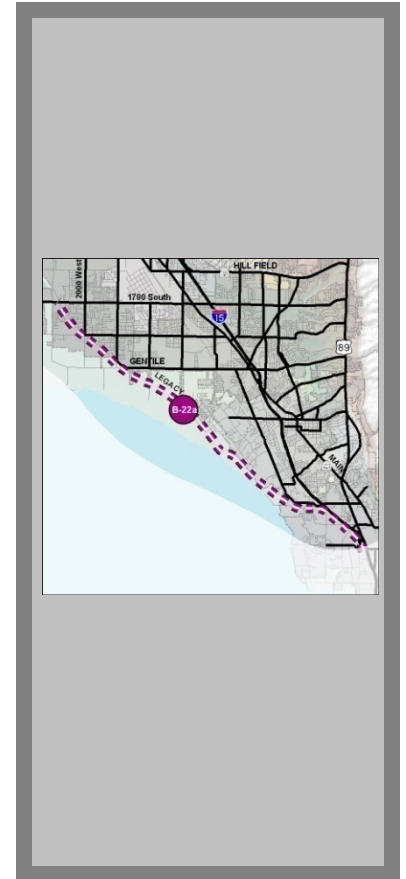 HILL FIELD
2000 West
1700 South
15
89
GENTILE
LEGACY
B-22a
MAIN